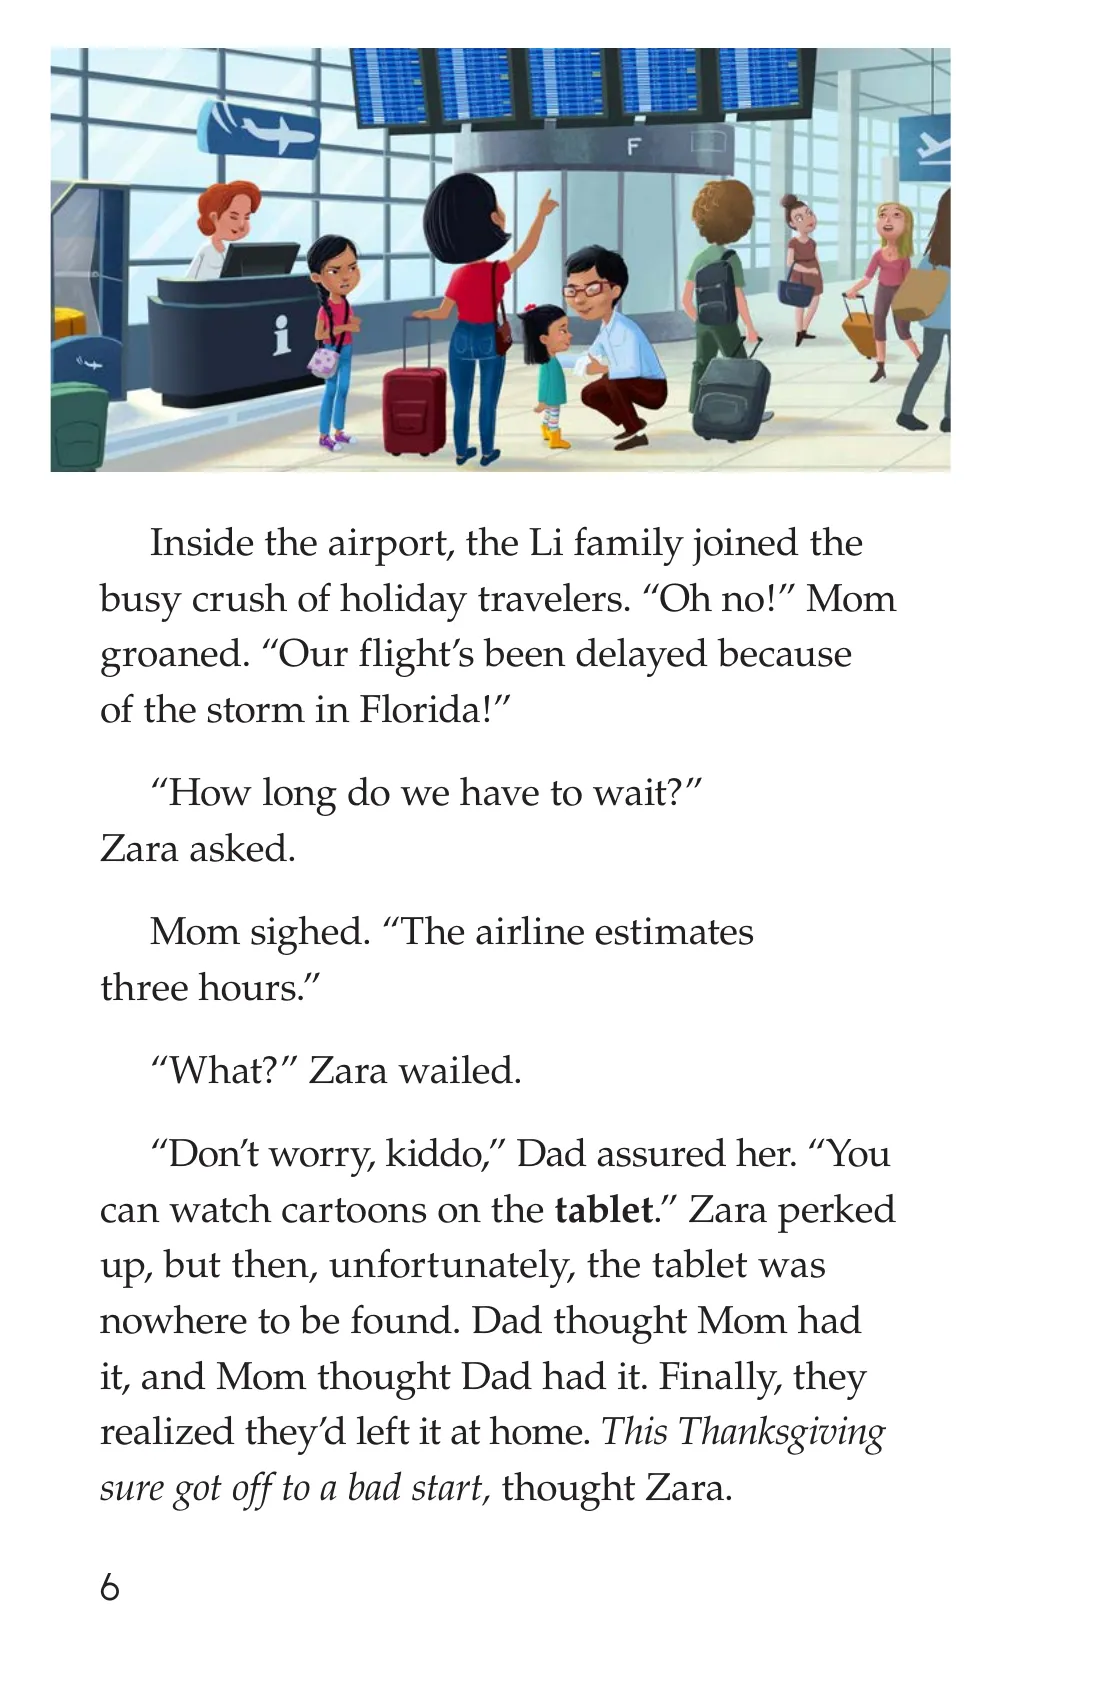 F
i
Inside the airport, the Li family joined the
busy crush of holiday travelers. “Oh no!” Mom
groaned. “Our flight’s been delayed because
of the storm in Florida!”
“How long do we have to wait?”
Zara asked.
Mom sighed. “The airline estimates
three hours.”
“What?” Zara wailed.
“Don’t worry, kiddo,” Dad assured her. “You
can watch cartoons on the tablet.” Zara perked
up, but then, unfortunately, the tablet was
nowhere to be found. Dad thought Mom had
it, and Mom thought Dad had it. Finally, they
realized they’d left it at home. This Thanksgiving
sure got off to a bad start, thought Zara.
6